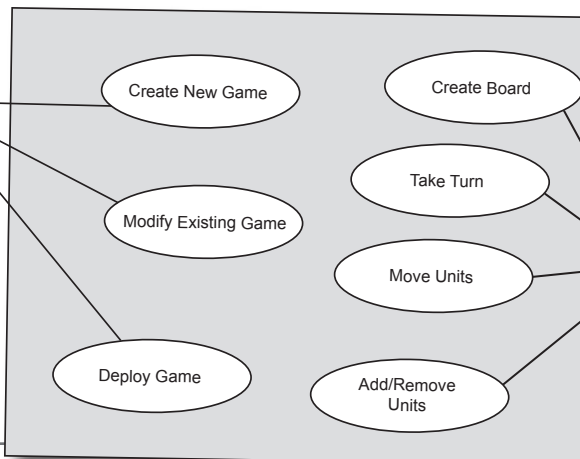 Create New Game
Create Board
Take Turn
Modify Existing Game
Move Units
Deploy Game
Add/Remove
Units